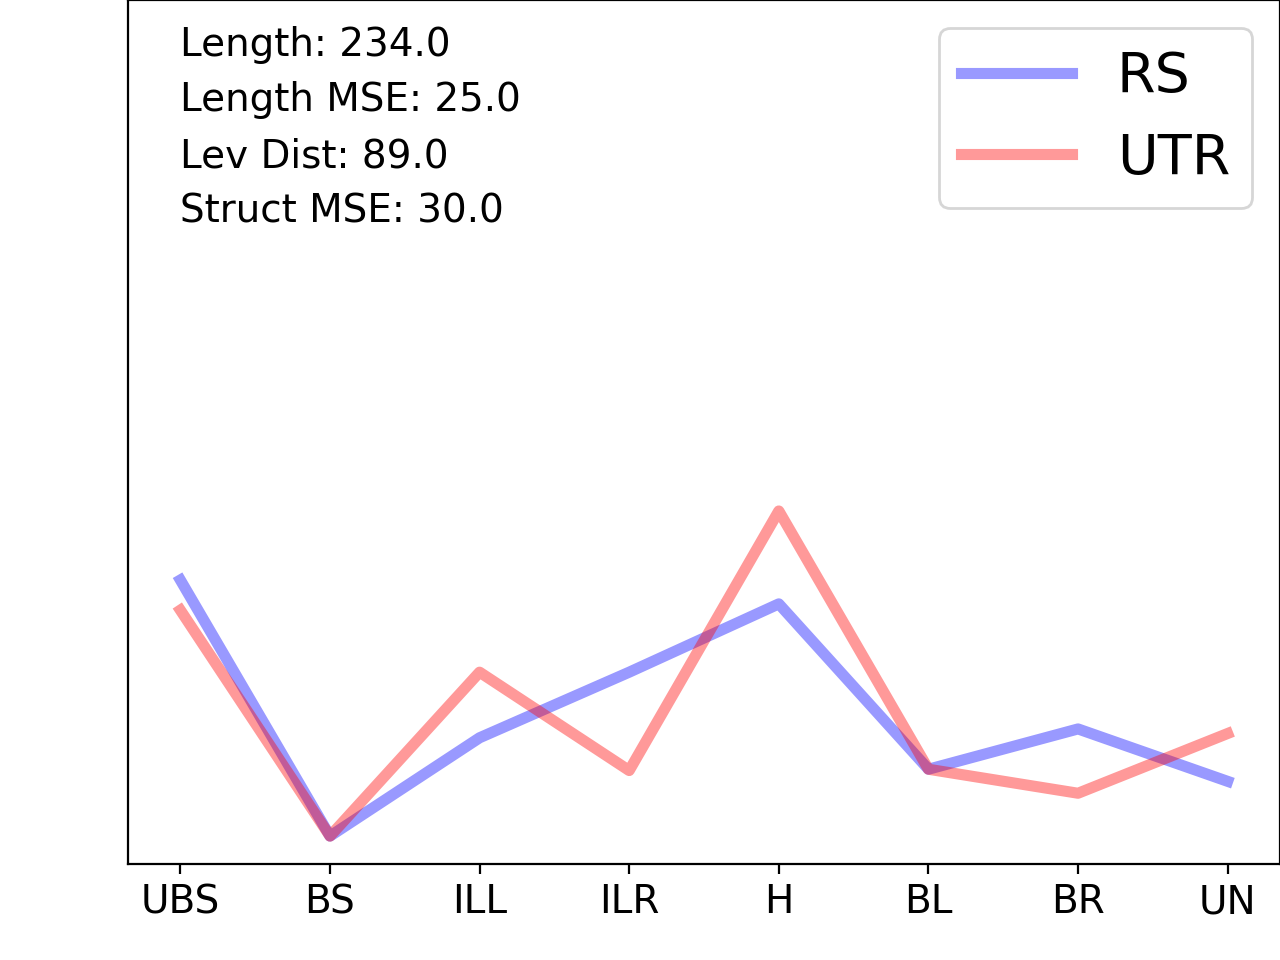 Length: 234.0
Length MSE: 25.0
Lev Dist: 89.0
Struct MSE: 30.0
RS
UTR
UBS BS ILL ILR H BL BR UN